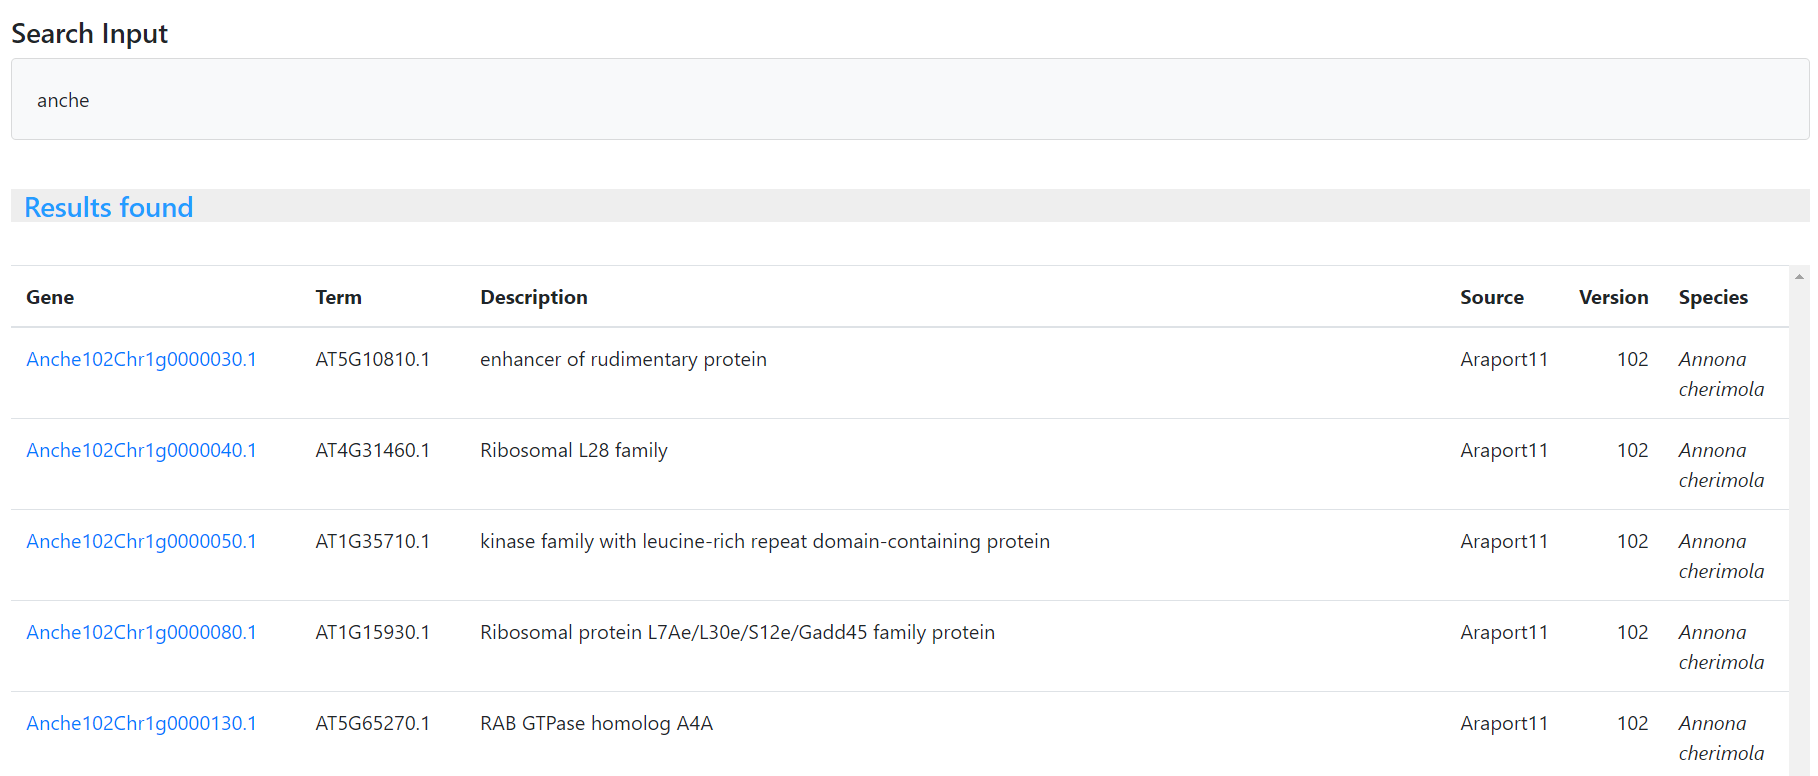 Search Input
anche
Results found
Gene Term Description Source Version Species
Anche102Chr1g0000030.1 AT5G10810.1 enhancer of rudimentary protein Araport11 102 Annona
cherimola
Anche102Chr1g0000040.1 AT4G31460.1 Ribosomal L28 family Araport11 102 Annona
cherimola
Anche102Chr1g0000050.1 AT1G35710.1 kinase family with leucine-rich repeat domain-containing protein Araport11 102 Annona
cherimola
Anche102Chr1g0000080.1 AT1G15930.1 Ribosomal protein L7Ae/L30e/S12e/Gadd45 family protein Araport11 102 Annona
cherimola
Anche102Chr1g0000130.1 AT5G65270.1 RAB GTPase homolog A4A Araport11 102 Annona
cherimola